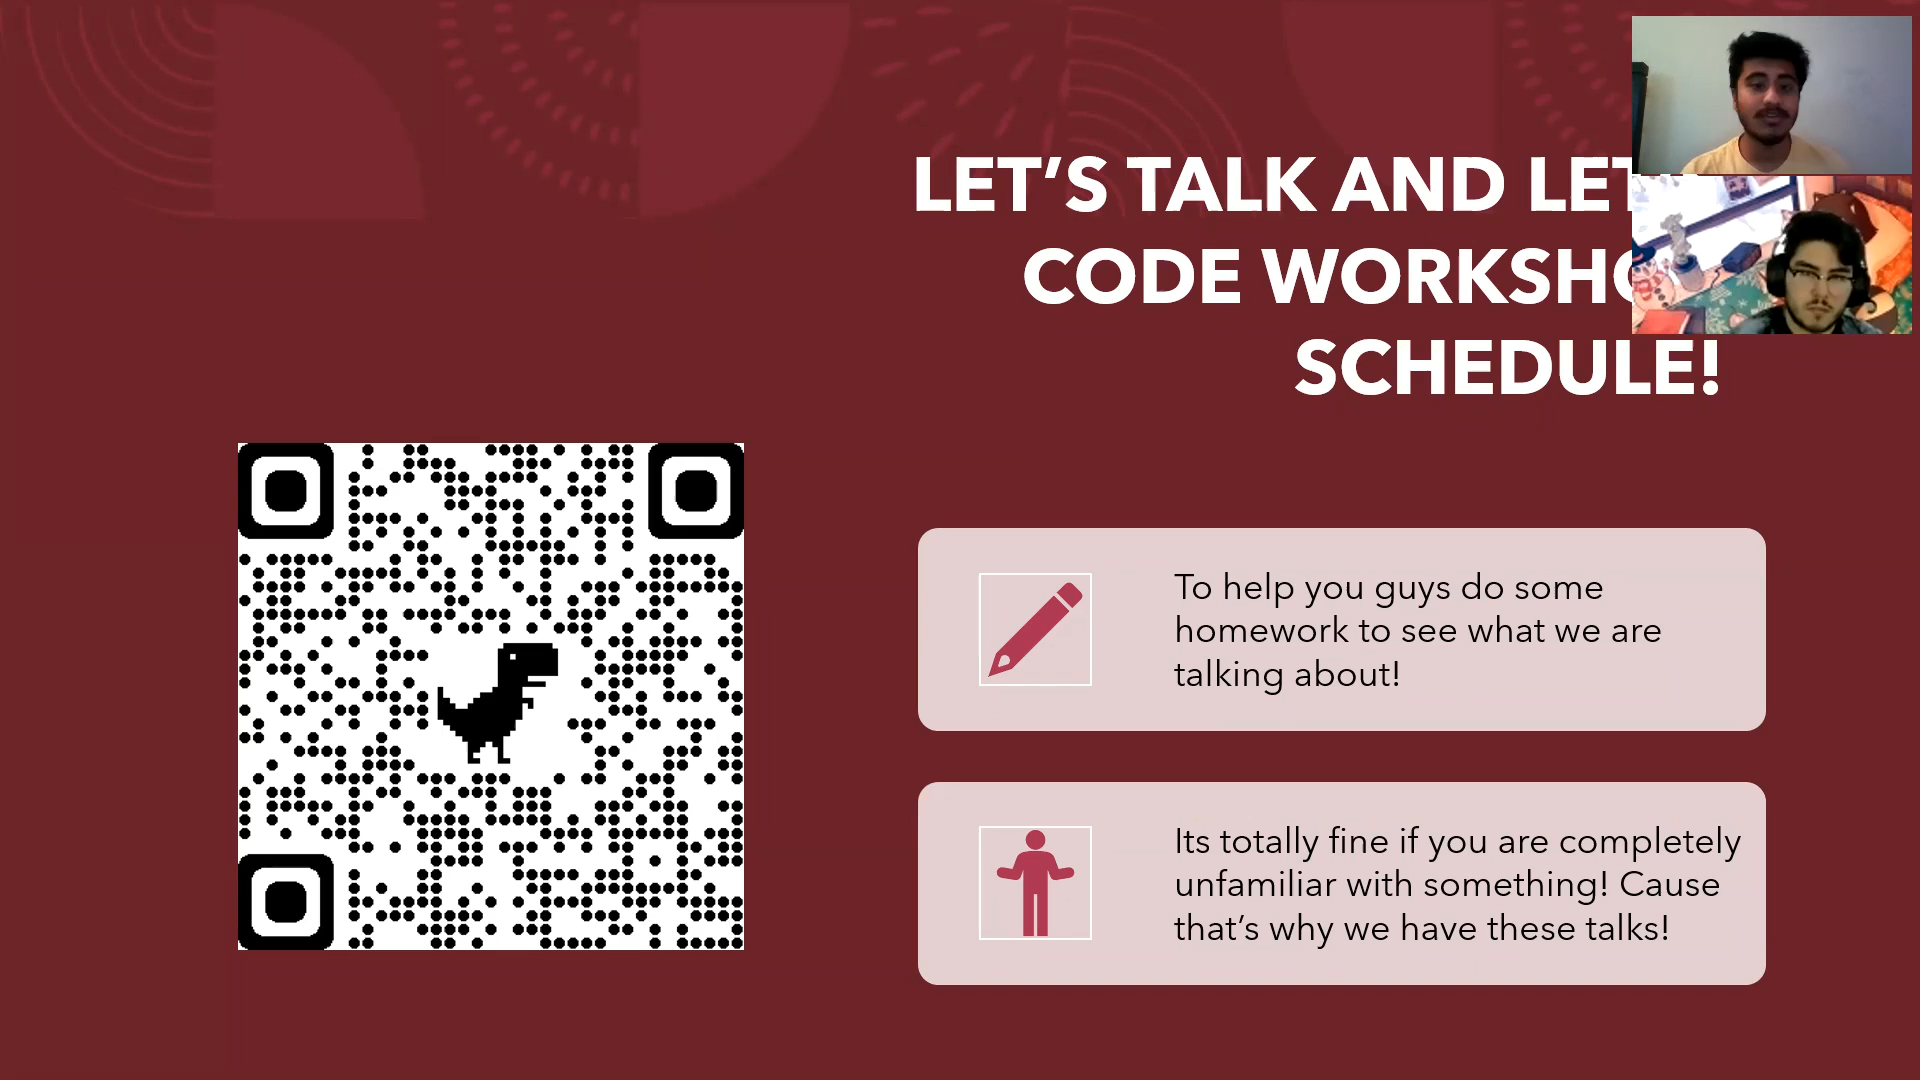 LET’S TALK AND LET
CODE WORKSHO
SCHEDULE!
To help you guys do some
homework to see what we are
talking about!
Its totally fine if you are completely
unfamiliar with something! Cause
that’s why we have these talks!